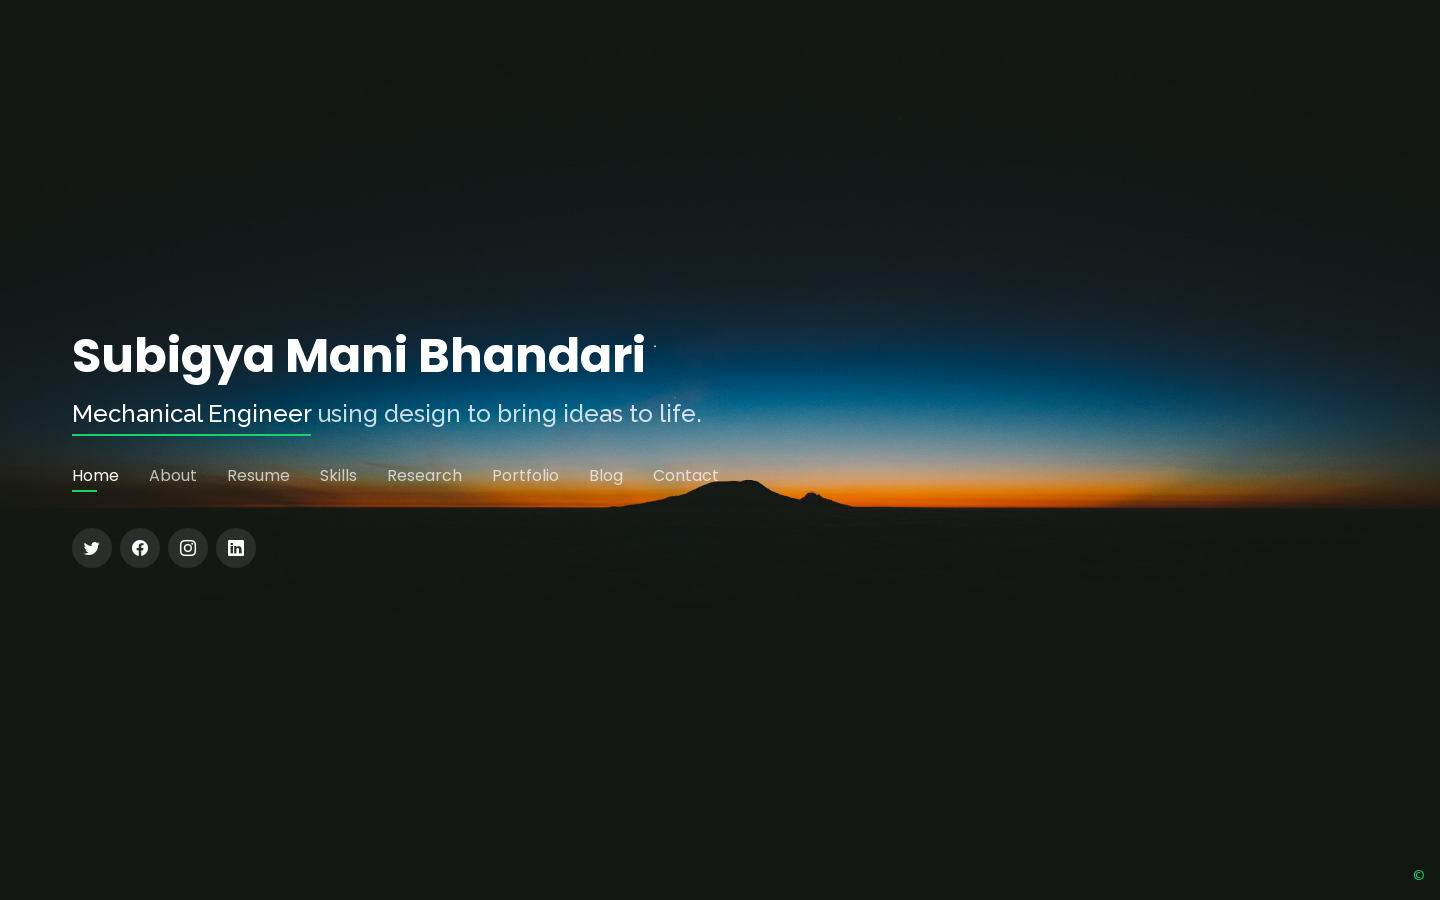 Subigya Mani Bhandari
Mechanical Engineer using design to bring ideas to life.
Home About Resume Skills Research Portfolio Blog Contact
©